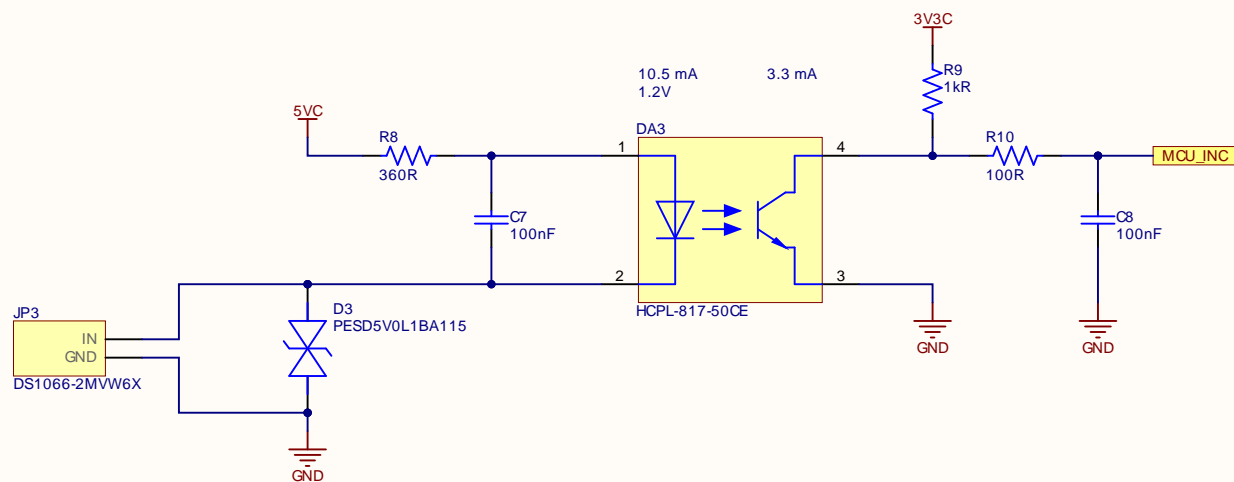 3V3C
10.5 mA
3.3 mA
1.2V
R9
1kR
5VC
DA3
R8
360R
1
4
R10
100R
MCU_INC
C7
100nF
C8
100nF
2
3
HCPL-817-50CE
GND
GND
JP3
IN
GND
DS1066-2MVW6X
D3
PESD5V0L1BA115
GND